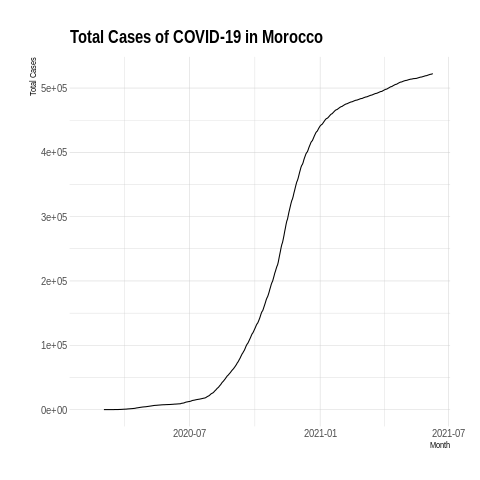 Total Cases of COVID-19 in Morocco
Total Cases
5e+05
4e+05
3e+05
2e+05
1e+05
0e+00
2020-07
2021-01
2021-07
Month